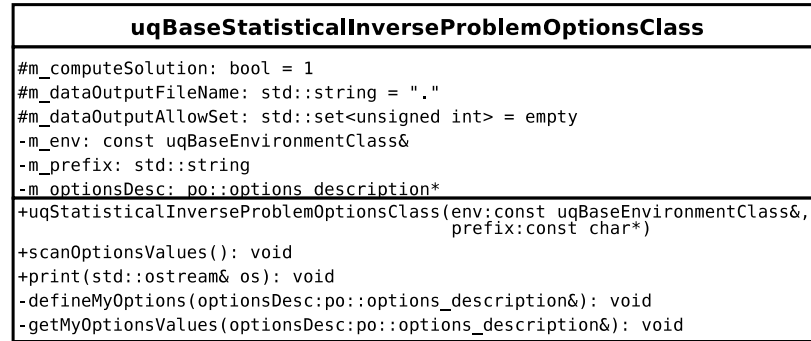 uqBaseStatisticalInverseProblemOptionsClass
#m_computeSolution: bool = 1
#m_dataOutputFileName: std::string = "."
#m_dataOutputAllowSet: std::set<unsigned int> = empty
-m_env: const uqBaseEnvironmentClass&
-m_prefix: std::string
-m_optionsDesc: po::options_description*
+uqStatisticalInverseProblemOptionsClass(env:const uqBaseEnvironmentClass&,
prefix:const char*)
+scanOptionsValues(): void
+print(std::ostream& os): void
-defineMyOptions(optionsDesc:po::options_description&): void
-getMyOptionsValues(optionsDesc:po::options_description&): void